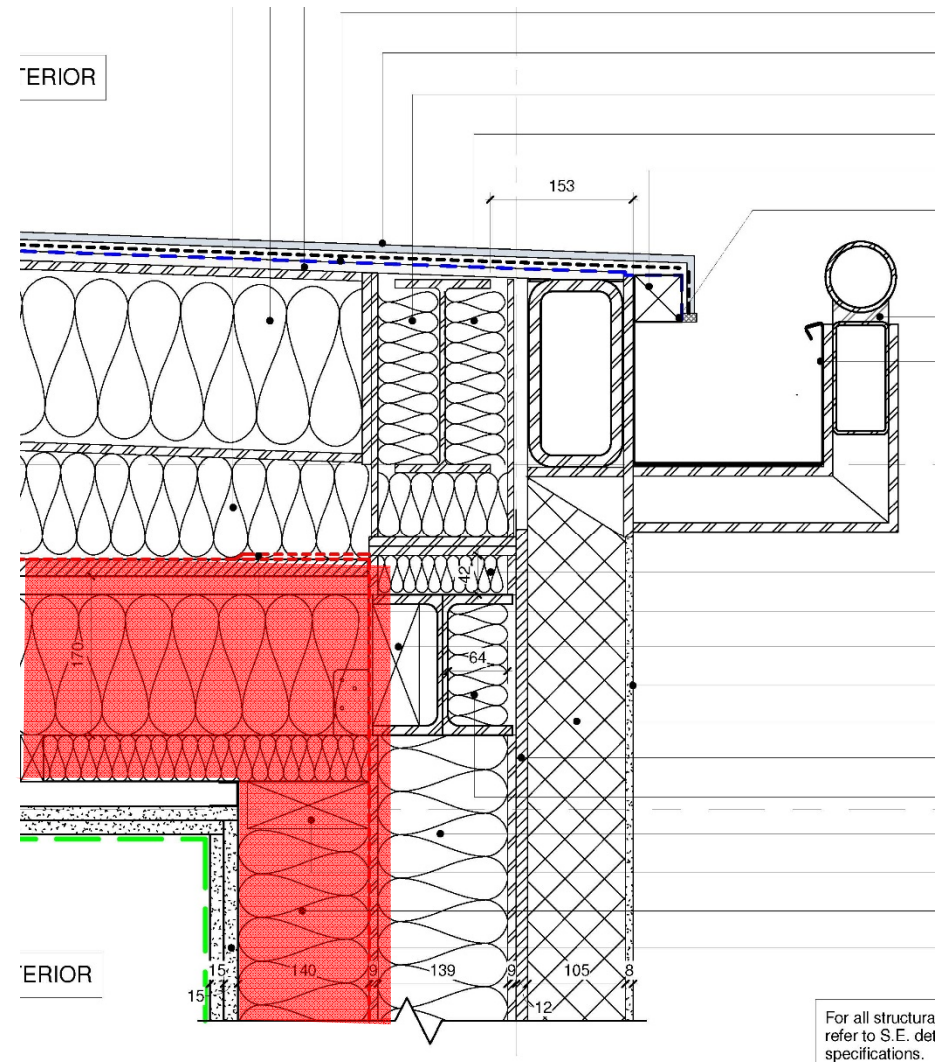 TERIOR
153
42
170
64
TERIOR
15
15
140
9
139
9
12
105
8
For all structura
refer to S.E. det
specifications.